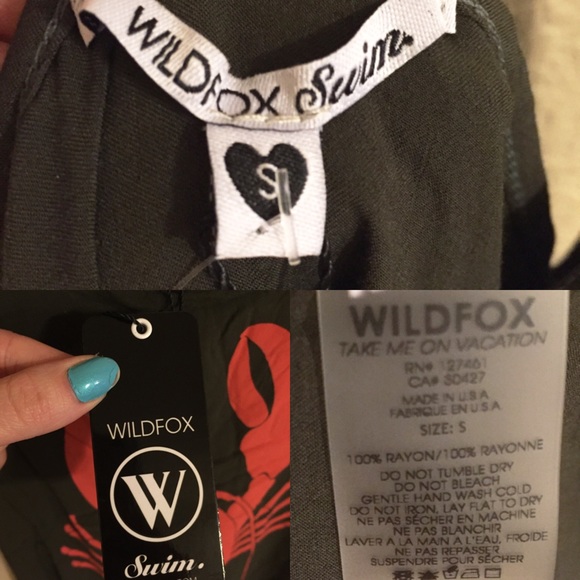 WILDFOX Swim.
S
WILDFOX
W
Swim.
WILDFOX
TAKE ME ON VACATION
RN# 127461
CA# 30427
MADE IN U.S.A
FABRIQUE EN U.S.A
SIZE: S
100% RAYON/100% RAYONNE
DO NOT TUMBLE DRY
DO NOT BLEACH
GENTLE HAND WASH COLD
DO NOT IRON, LAY FLAT TO DRY
NE PAS SÉCHER EN MACHINE
NE PAS BLANCHIR
LAVER A LA MAIN A L'EAU, FROIDE
NE PAS REPASSER
SUSPENDRE POUR SÉCHER